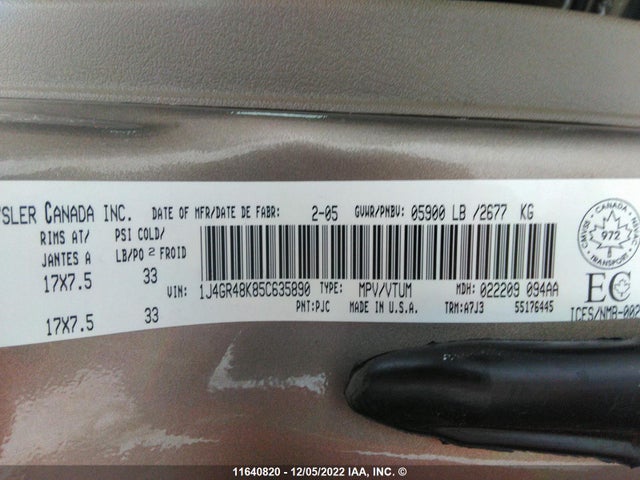 SLER CANADA INC. DATE OF MFR/DATE DE FABR: 2-05 GVWR/PNBV: 05900 LB /2677 KG
RIMS AT/ PSI COLD/
JANTES A LB/PO 2 FROID
17X7.5 33
VIN: 1J4GR48K85C635890 TYPE: MPV/VTUM MDH: 022209 094AA
PNT:PJC MADE IN U.S.A. TRM:A7J3 55176445
17X7.5 33
972
TRANSPORT
EC
ICES/NMB-002
11640820 - 12/05/2022 IAA, INC.©